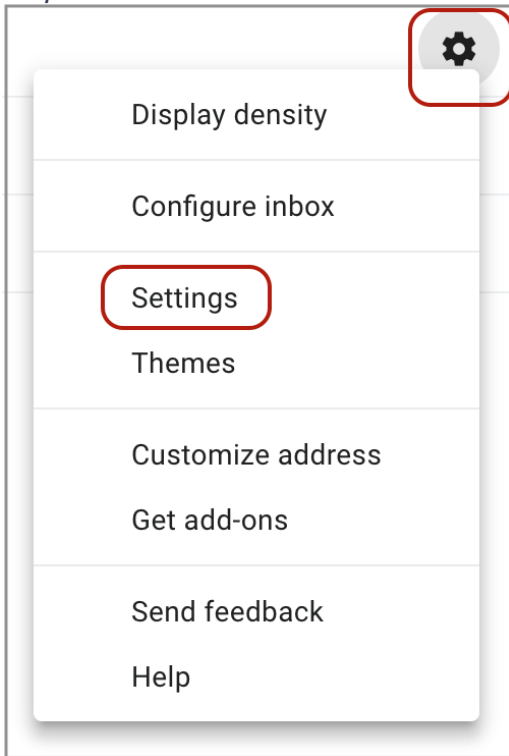 Display density
Configure inbox
Settings
Themes
Customize address
Get add-ons
Send feedback
Help